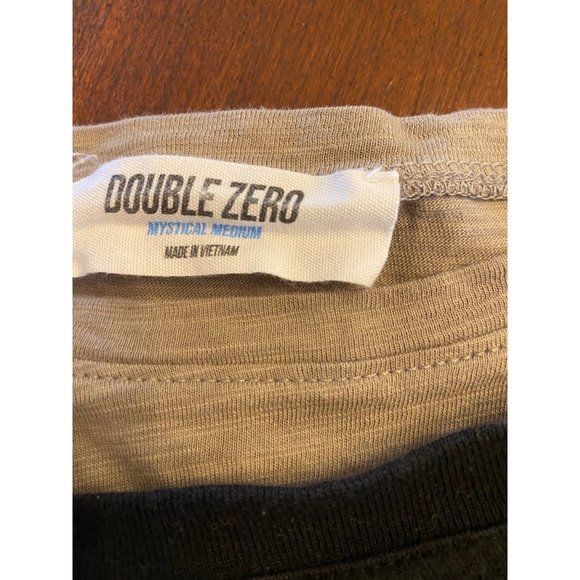 DOUBLE ZERO
MYSTICAL MEDIUM
MADE IN VIETNAM